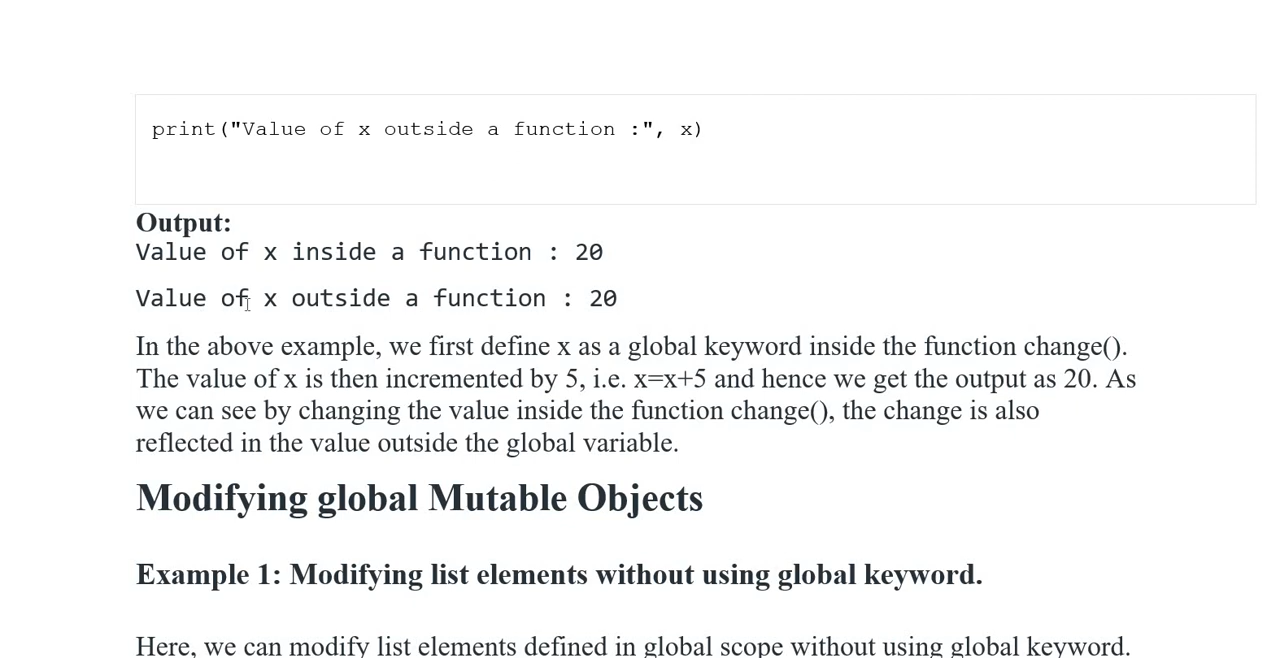 print("Value of x outside a function :", x)
Output:
Value of x inside a function : 20
Value of x outside a function : 20
In the above example, we first define x as a global keyword inside the function change().
The value of x is then incremented by 5, i.e. x=x+5 and hence we get the output as 20. As
we can see by changing the value inside the function change(), the change is also
reflected in the value outside the global variable.
Modifying global Mutable Objects
Example 1: Modifying list elements without using global keyword.
Here, we can modify list elements defined in global scope without using global keyword.